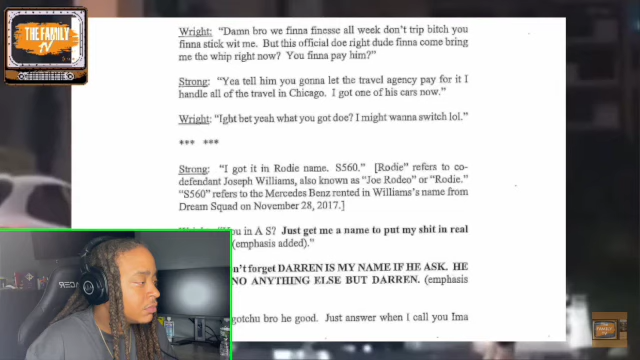 THE FAMILY
TV
Wright: “Damn bro we finna finesse all week don’t trip bitch you
finna stick wit me. But this official doe right dude finna come bring
me the whip right now? You finna pay him?”
Strong: “Yea tell him you gonna let the travel agency pay for it I
handle all of the travel in Chicago. I got one of his cars now.”
Wright: “Ight bet yeah what you got doe? I might wanna switch lol.”
*** ***
Strong: “I got it in Rodie name. S560.” [Rodie” refers to co-
defendant Joseph Williams, also known as “Joe Rodeo” or “Rodie.”
“S560” refers to the Mercedes Benz rented in Williams’s name from
Dream Squad on November 28, 2017.]
in A S? Just get me a name to put my shit in real
(emphasis added).”
forget DARREN IS MY NAME IF HE ASK. HE
NO ANYTHING ELSE BUT DARREN. (emphasis
gotchu bro he good. Just answer when I call you Ima